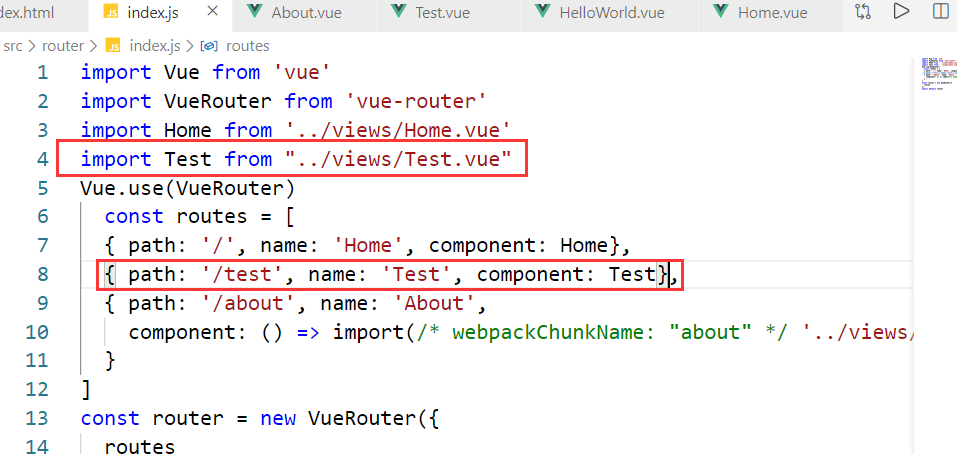 dex.html JS index.js × About.vue Test.vue HelloWorld.vue Home.vue
src > router > JS index.js > routes
1 import Vue from 'vue'
2 import VueRouter from 'vue-router'
3 import Home from '../views/Home.vue'
4 import Test from "../views/Test.vue"
5 Vue.use(VueRouter)
6 const routes = [
7 { path: '/', name: 'Home', component: Home},
8 { path: '/test', name: 'Test', component: Test},
9 { path: '/about', name: 'About',
10 component: () => import(/* webpackChunkName: "about" */ '../views/
11 }
12 ]
13 const router = new VueRouter({
14 routes